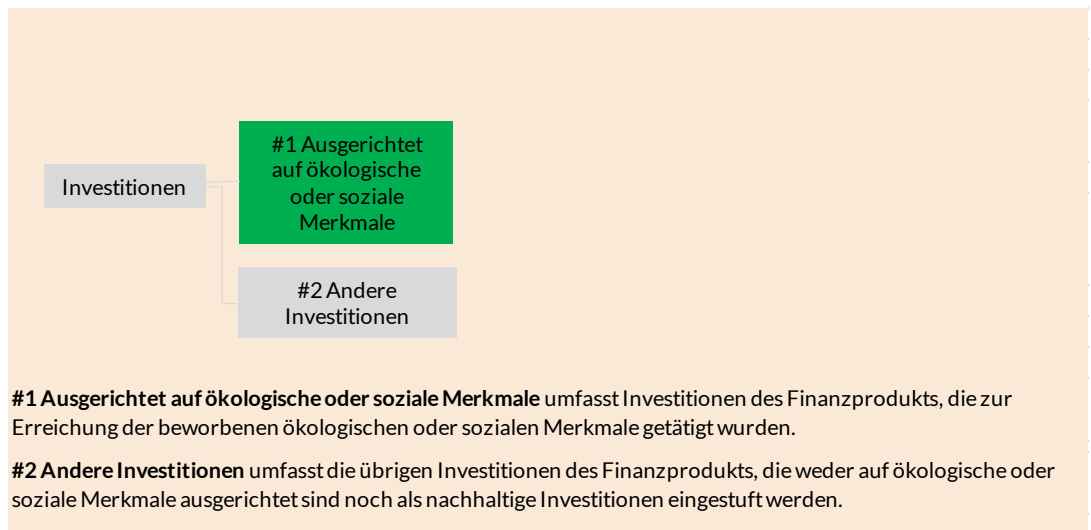 #1 Ausgerichtet
auf ökologische
oder soziale
Merkmale
Investitionen
#2 Andere
Investitionen
#1 Ausgerichtet auf ökologische oder soziale Merkmale umfasst Investitionen des Finanzprodukts, die zur
Erreichung der beworbenen ökologischen oder sozialen Merkmale getätigt wurden.
#2 Andere Investitionen umfasst die übrigen Investitionen des Finanzprodukts, die weder auf ökologische oder
soziale Merkmale ausgerichtet sind noch als nachhaltige Investitionen eingestuft werden.